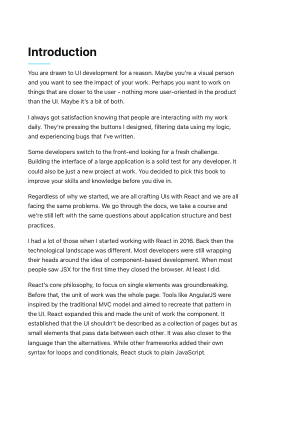 Introduction
You are drawn to UI development for a reason. Maybe you're a visual person
and you want to see the impact of your work. Perhaps you want to work on
things that are closer to the user - nothing more user-oriented in the product
than the UI. Maybe it's a bit of both.
I always got satisfaction knowing that people are interacting with my work
daily. They're pressing the buttons I designed, filtering data using my logic,
and experiencing bugs that I've written.
Some developers switch to the front-end looking for a fresh challenge.
Building the interface of a large application is a solid test for any developer. It
could also be just a new project at work. You decided to pick this book to
improve your skills and knowledge before you dive in.
Regardless of why we started, we are all crafting UIs with React and we are all
facing the same problems. We go through the docs, we take a course and
we're still left with the same questions about application structure and best
practices.
I had a lot of those when I started working with React in 2016. Back then the
technological landscape was different. Most developers were still wrapping
their heads around the idea of component-based development. When most
people saw JSX for the first time they closed the browser. At least I did.
React's core philosophy, to focus on single elements was groundbreaking.
Before that, the unit of work was the whole page. Tools like AngularJS were
inspired by the traditional MVC model and aimed to recreate that pattern in
the UI. React expanded this and made the unit of work the component. It
established that the UI shouldn't be described as a collection of pages but as
small elements that pass data between each other. It was also closer to the
language than the alternatives. While other frameworks added their own
syntax for loops and conditionals, React stuck to plain JavaScript.